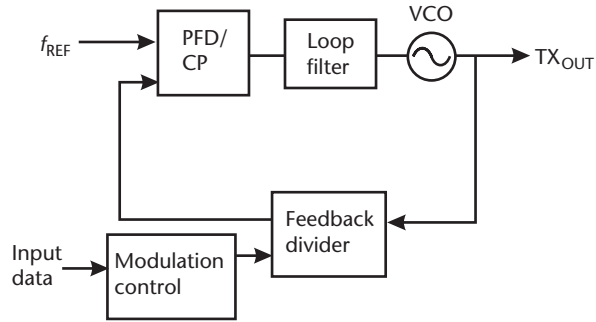 VCO
f_REF
PFD/
CP
Loop
filter
TX_OUT
Feedback
divider
Input
data
Modulation
control